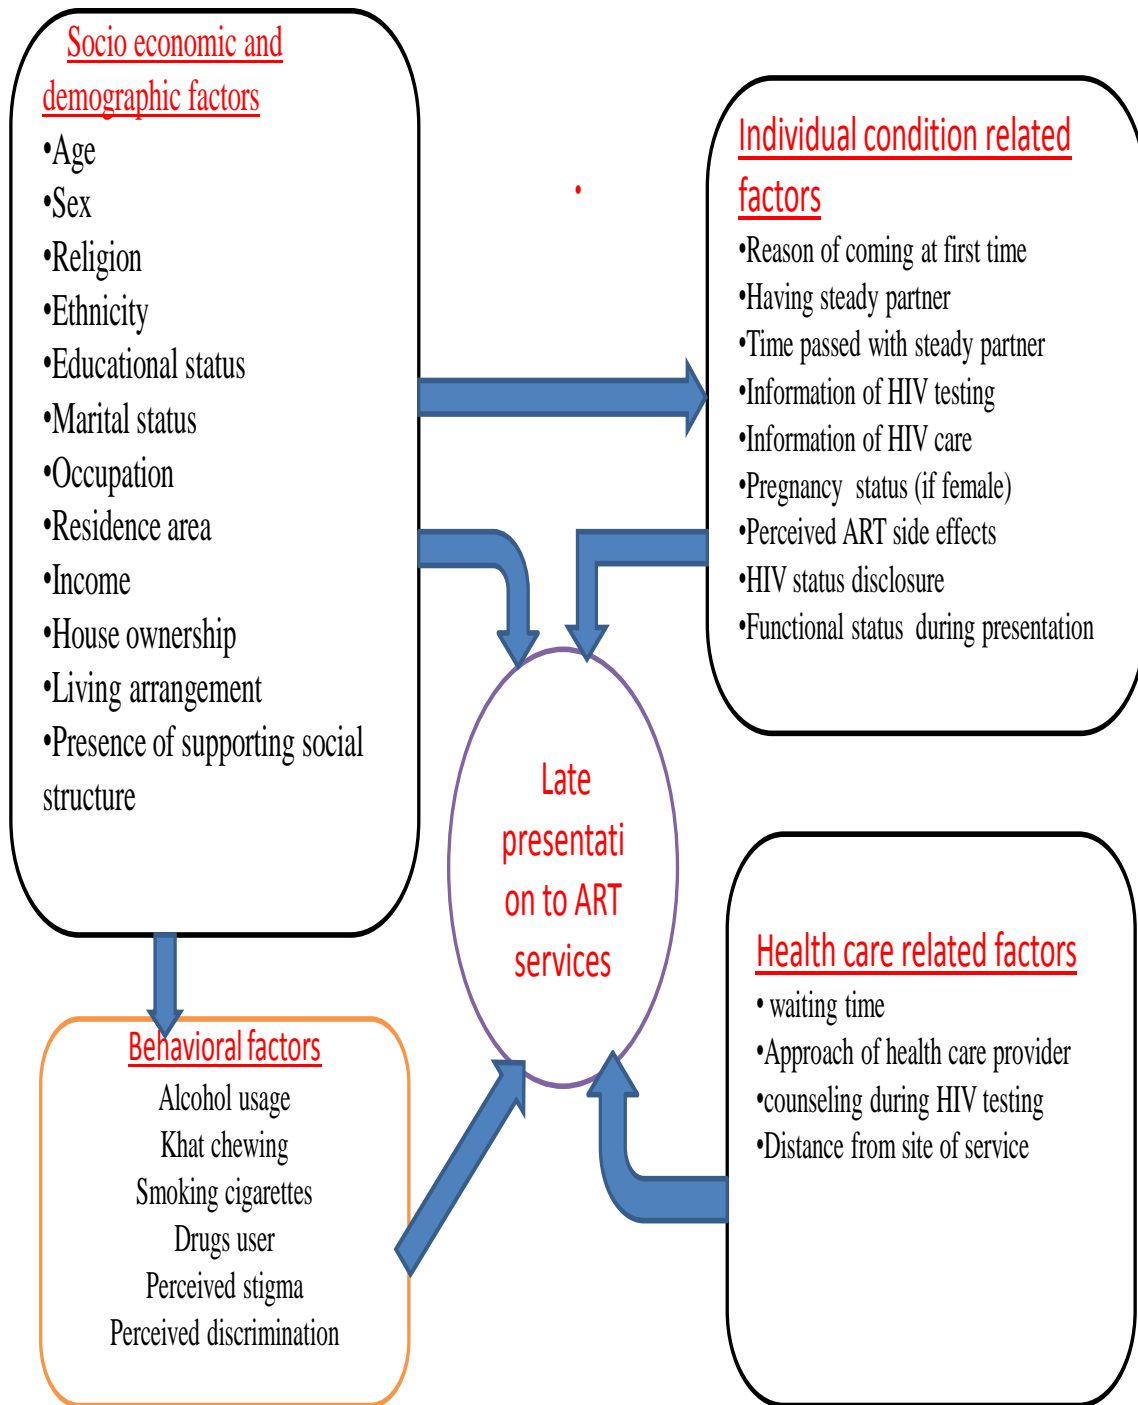 Socio economic and
demographic factors
•Age
•Sex
•Religion
•Ethnicity
•Educational status
•Marital status
•Occupation
•Residence area
•Income
•House ownership
•Living arrangement
•Presence of supporting social
structure
•
Individual condition related
factors
•Reason of coming at first time
•Having steady partner
•Time passed with steady partner
•Information of HIV testing
•Information of HIV care
•Pregnancy status (if female)
•Perceived ART side effects
•HIV status disclosure
•Functional status during presentation
Late
presentati
on to ART
services
Behavioral factors
Alcohol usage
Khat chewing
Smoking cigarettes
Drugs user
Perceived stigma
Perceived discrimination
Health care related factors
• waiting time
•Approach of health care provider
•counseling during HIV testing
•Distance from site of service